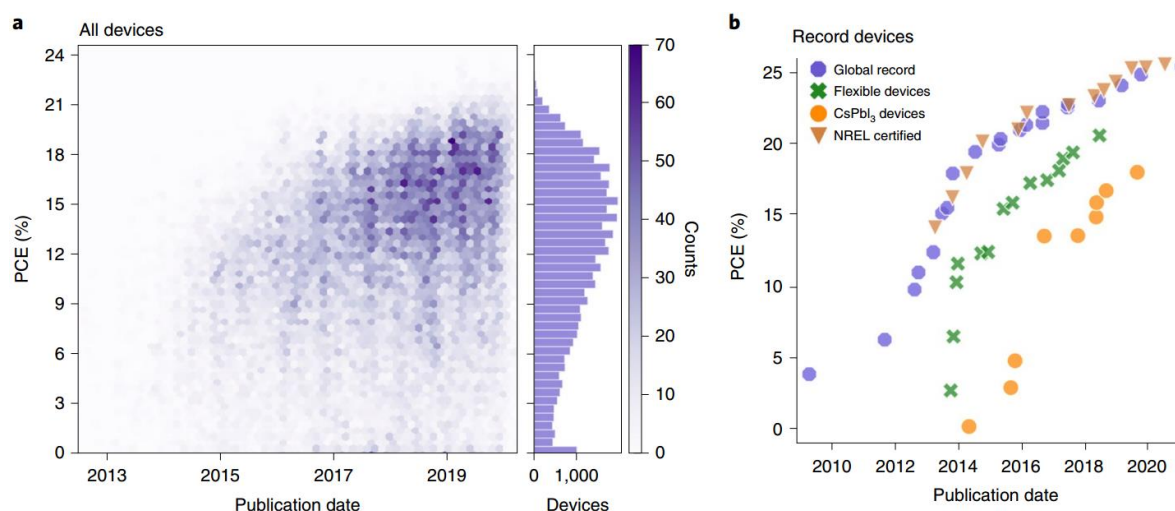 a
All devices
24
21
18
15
12
9
6
3
0
PCE (%)
2013 2015 2017 2019
Publication date
0 1,000
Devices
70
60
50
40
30
20
10
0
Counts
b
Record devices
Global record
Flexible devices
CsPbI₃ devices
NREL certified
25
20
15
10
5
0
PCE (%)
2010 2012 2014 2016 2018 2020
Publication date